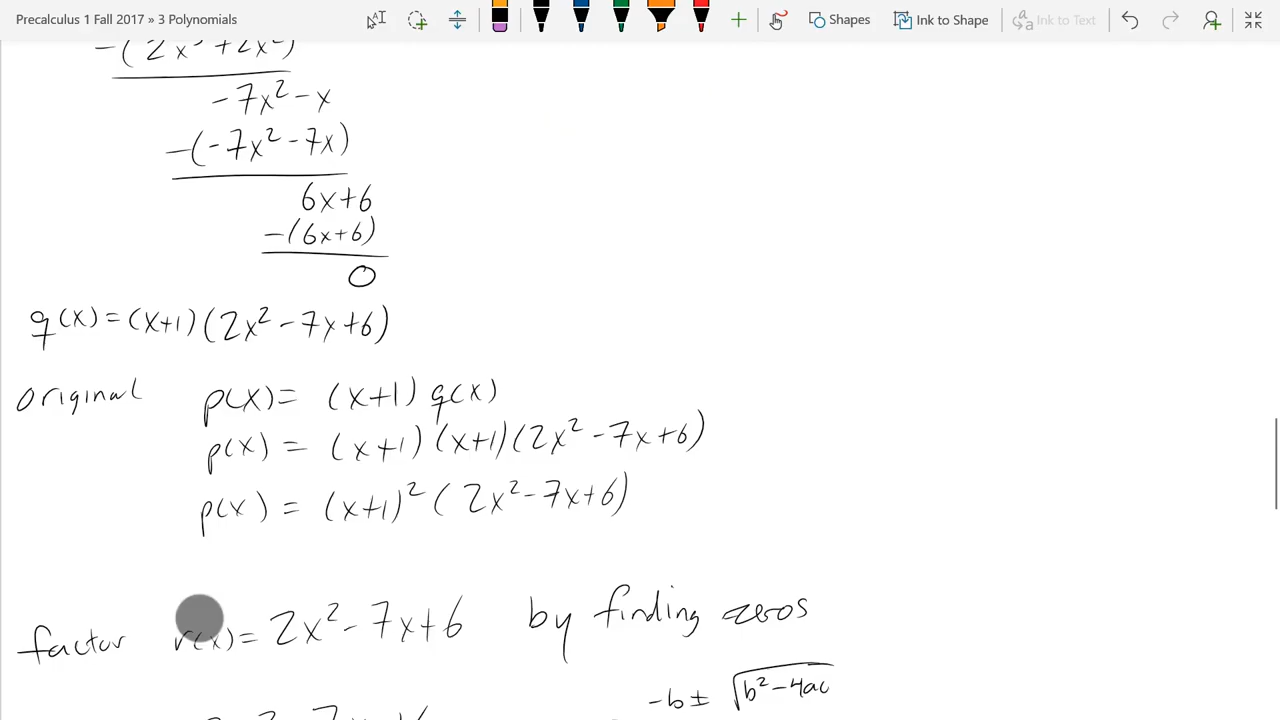 Precalculus 1 Fall 2017 » 3 Polynomials
Shapes
Ink to Shape
Ink to Text
-(2x³+2x²)
-7x²-x
-(-7x²-7x)
6x+6
-(6x+6)
0
q(x)=(x+1)(2x²-7x+6)
original p(x)= (x+1) q(x)
p(x) = (x+1)(x+1)(2x²-7x+6)
p(x) = (x+1)²(2x²-7x+6)
factor r(x)= 2x²-7x+6 by finding zeros
-b± √b²-4ac